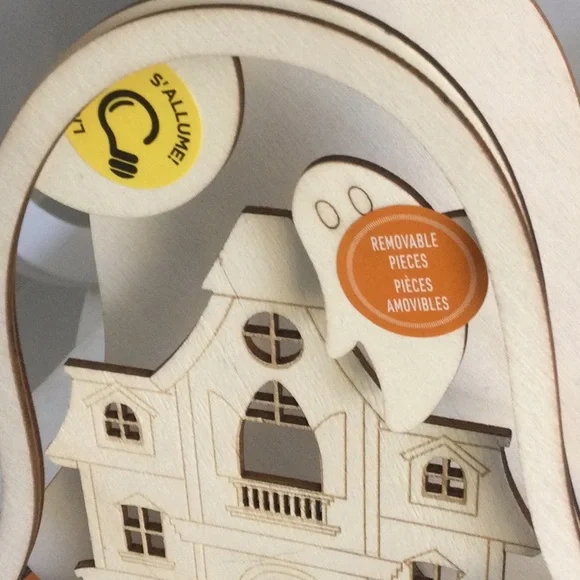 S'ALLUME!
REMOVABLE
PIECES
PIÈCES
AMOVIBLES